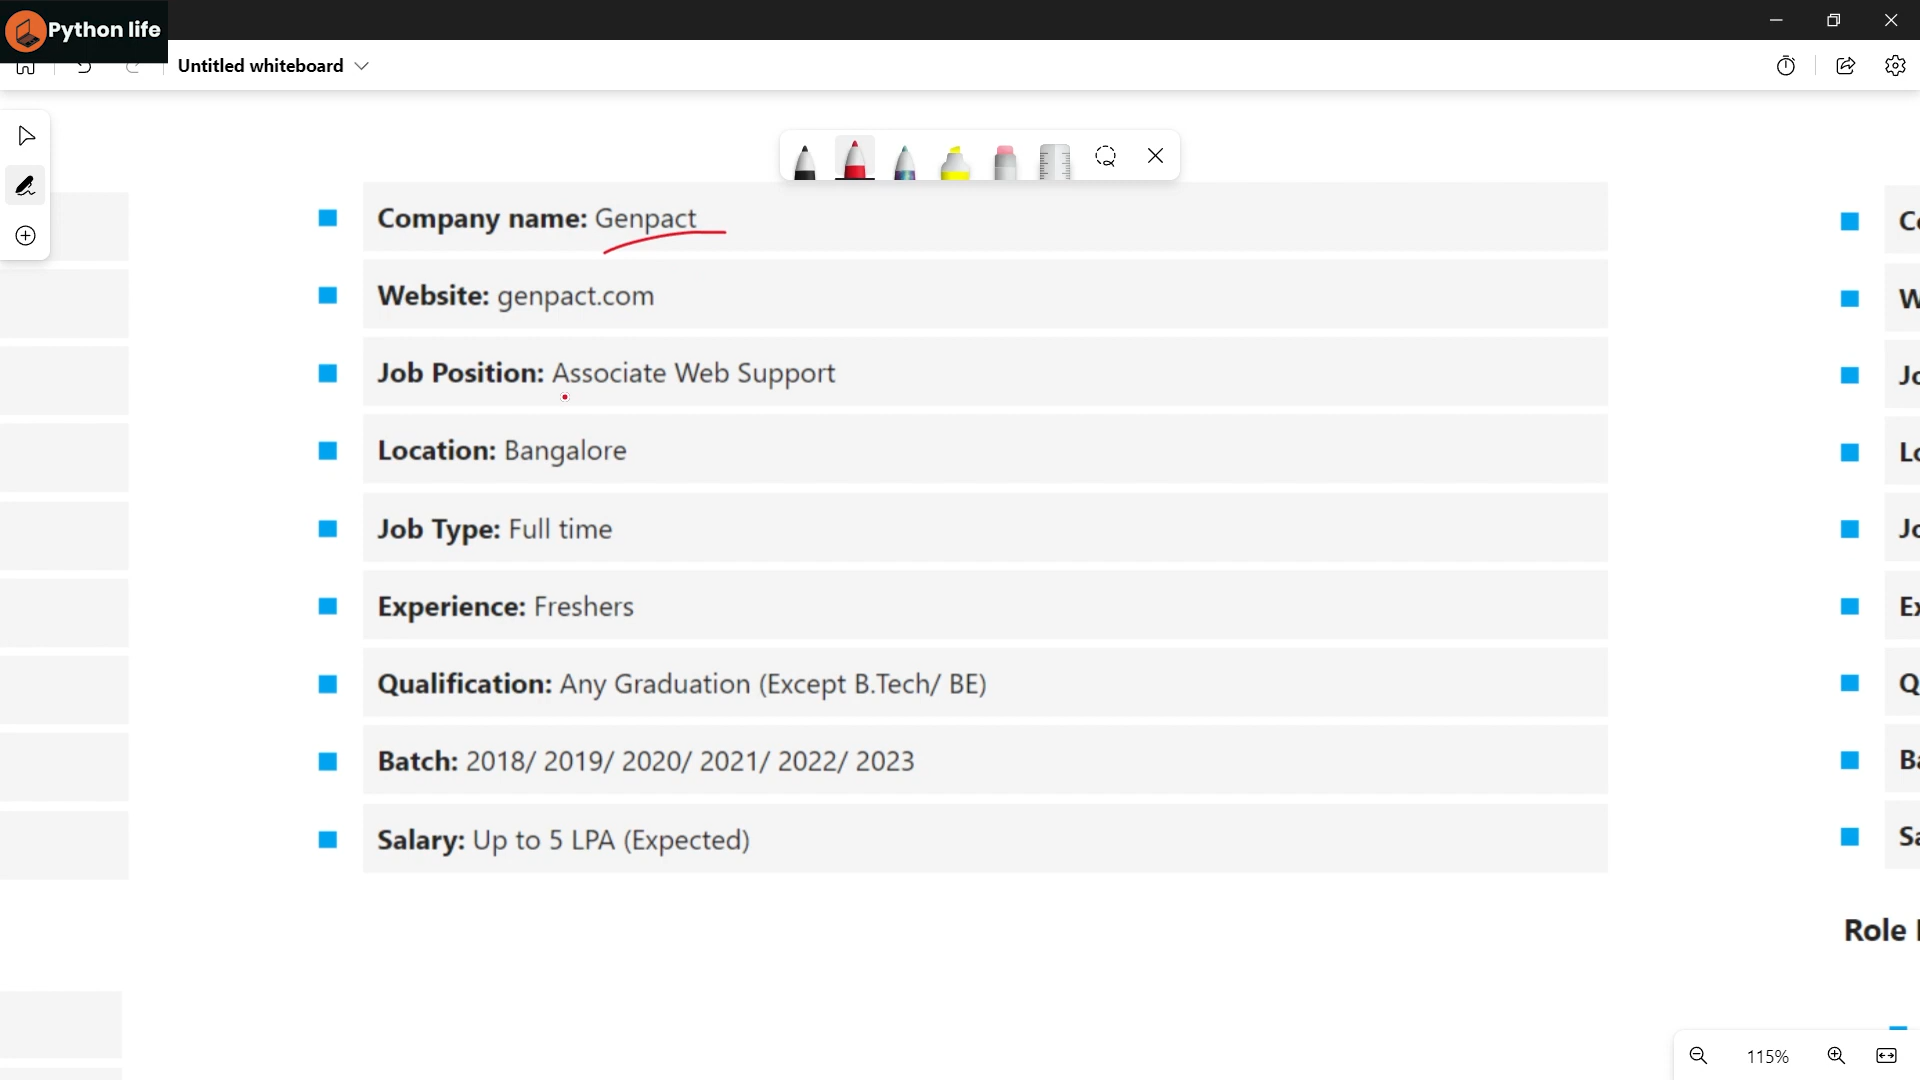 Python life
Untitled whiteboard
Company name: Genpact
Website: genpact.com
Job Position: Associate Web Support
Location: Bangalore
Job Type: Full time
Experience: Freshers
Qualification: Any Graduation (Except B.Tech/ BE)
Batch: 2018/ 2019/ 2020/ 2021/ 2022/ 2023
Salary: Up to 5 LPA (Expected)
Role
115%